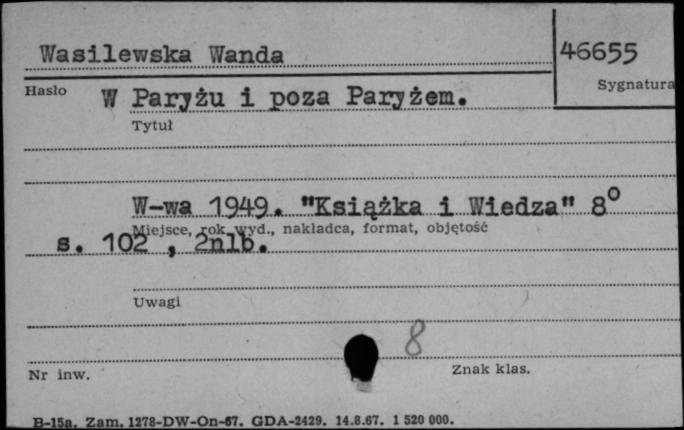 Wasilewska Wanda
46655
Hasło
Sygnatura
W Paryżu i poza Paryżem.
Tytuł
W-wa 1949. "Książka i Wiedza" 8°
Miejsce, rok wyd., nakładca, format, objętość
s. 102 , 2nlb.
Uwagi
8
Nr inw.
Znak klas.
B-15a. Zam. 1278-DW-On-67. GDA-2429. 14.8.67. 1 520 000.